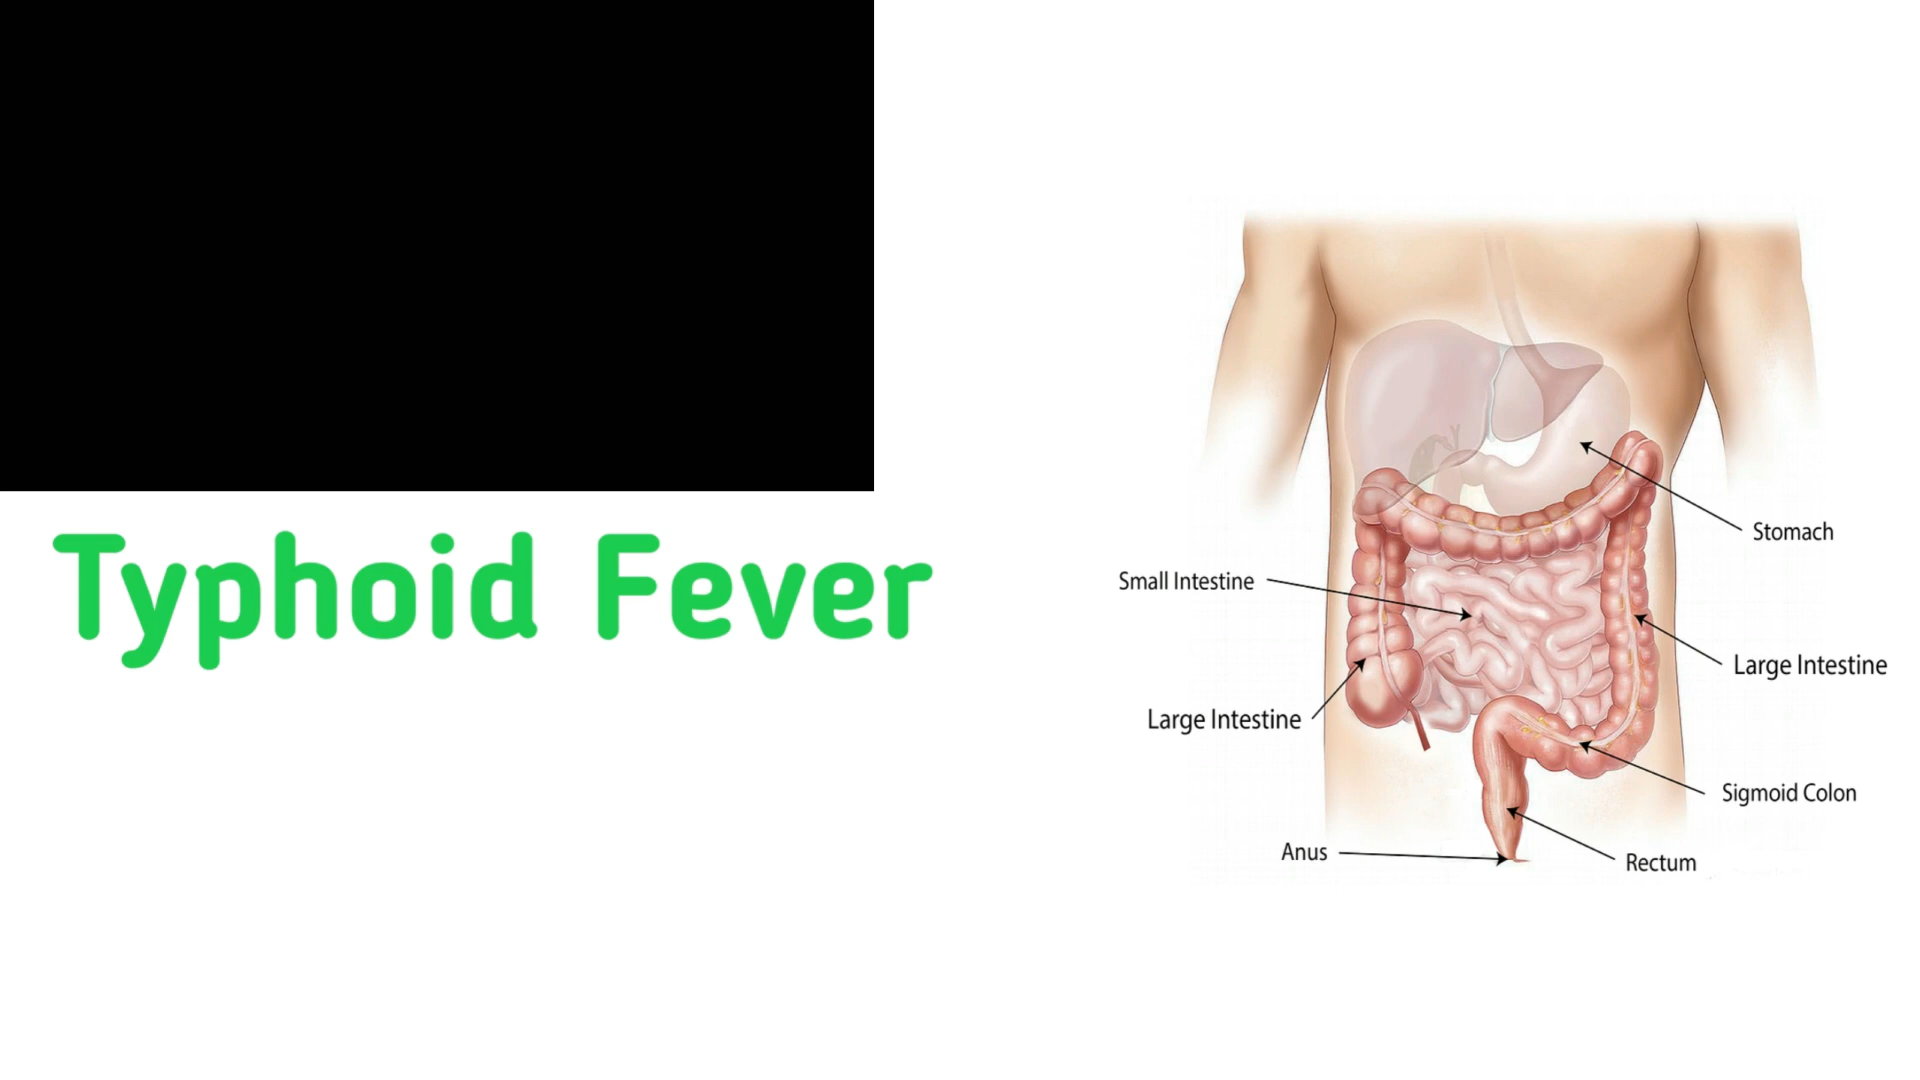 Typhoid Fever
Stomach
Small Intestine
Large Intestine
Large Intestine
Sigmoid Colon
Anus
Rectum